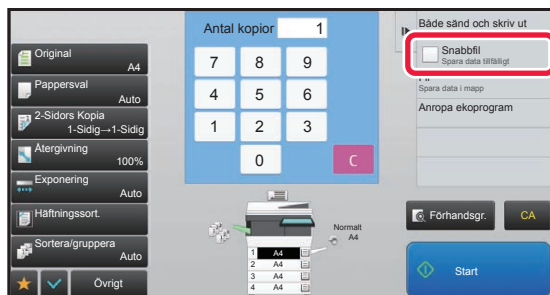 Original
A4
Pappersval
Auto
2-Sidors Kopia
1-Sidig→1-Sidig
Återgivning
100%
Exponering
Auto
Häftningssort.
Sortera/gruppera
Auto
Övrigt
Antal kopior 1
7 8 9
4 5 6
1 2 3
0 C
Normalt
A4
1 A4
2 A4
3 A4
4 A4
Både sänd och skriv ut
Snabbfil
Spara data tillfälligt
Spara data i mapp
Anropa ekoprogram
Förhandsgr.
CA
Start